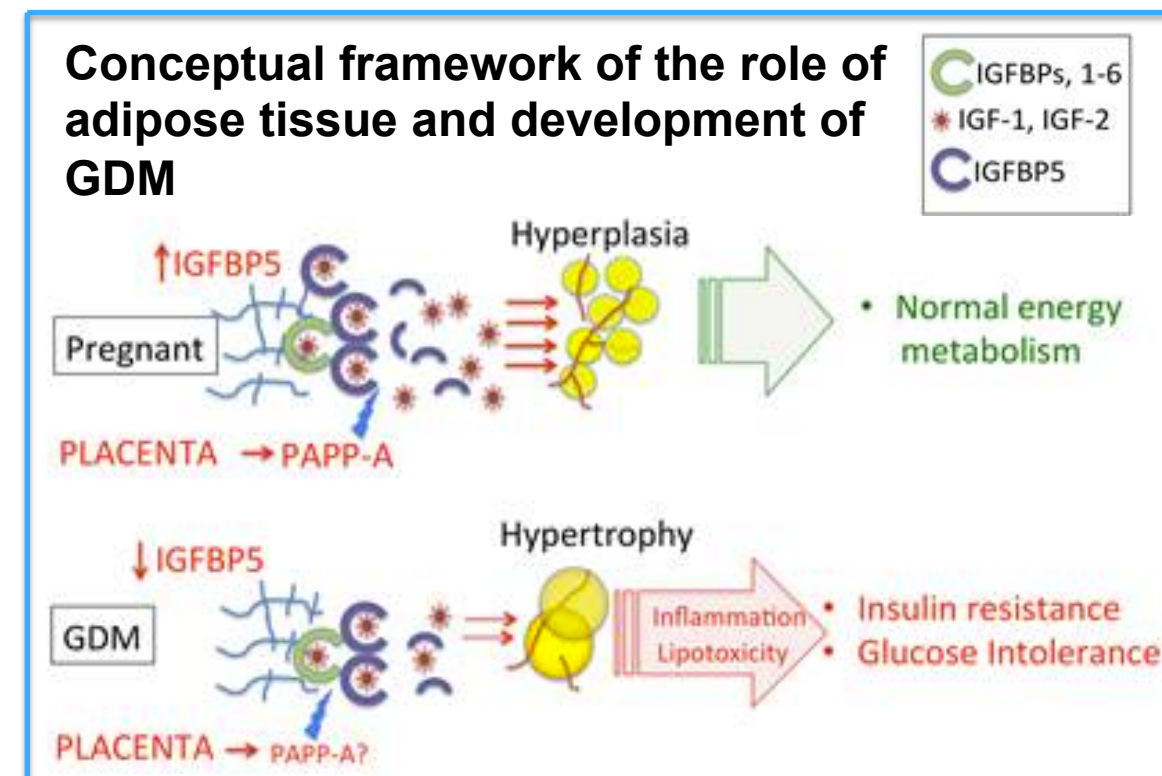 Conceptual framework of the role of
adipose tissue and development of
GDM
IGFBPs, 1-6
IGF-1, IGF-2
IGFBP5
↑IGFBP5
Hyperplasia
Pregnant
• Normal energy
metabolism
PLACENTA → PAPP-A
Hypertrophy
↓IGFBP5
GDM
Inflammation
Lipotoxicity
• Insulin resistance
• Glucose Intolerance
PLACENTA → PAPP-A?